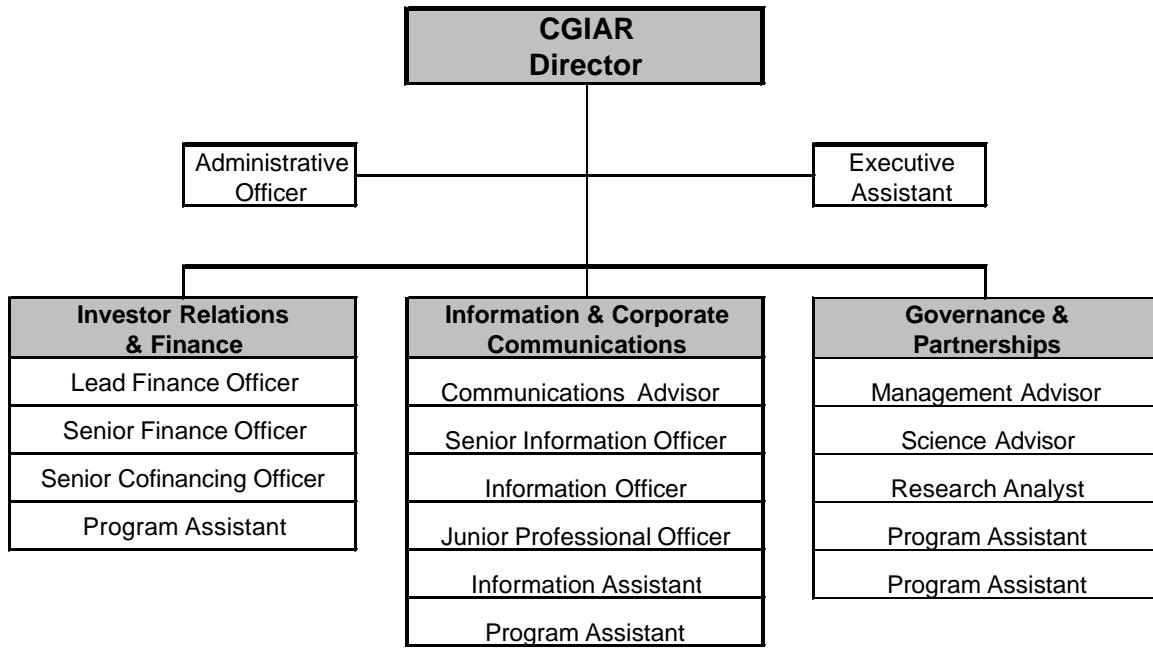 CGIAR
Director
Administrative
Officer
Executive
Assistant
Investor Relations
& Finance
Lead Finance Officer
Senior Finance Officer
Senior Cofinancing Officer
Program Assistant
Information & Corporate
Communications
Communications Advisor
Senior Information Officer
Information Officer
Junior Professional Officer
Information Assistant
Program Assistant
Governance &
Partnerships
Management Advisor
Science Advisor
Research Analyst
Program Assistant
Program Assistant